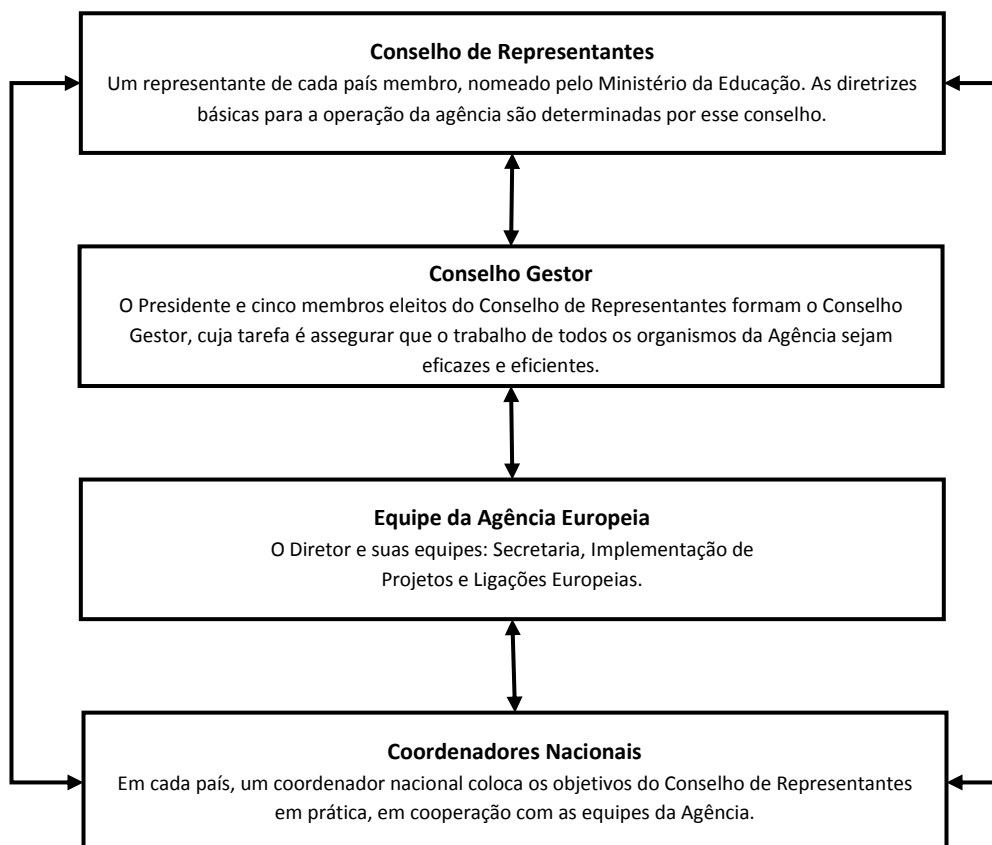 Conselho de Representantes
Um representante de cada país membro, nomeado pelo Ministério da Educação. As diretrizes
básicas para a operação da agência são determinadas por esse conselho.
Conselho Gestor
O Presidente e cinco membros eleitos do Conselho de Representantes formam o Conselho
Gestor, cuja tarefa é assegurar que o trabalho de todos os organismos da Agência sejam
eficazes e eficientes.
Equipe da Agência Europeia
O Diretor e suas equipes: Secretaria, Implementação de
Projetos e Ligações Europeias.
Coordenadores Nacionais
Em cada país, um coordenador nacional coloca os objetivos do Conselho de Representantes
em prática, em cooperação com as equipes da Agência.